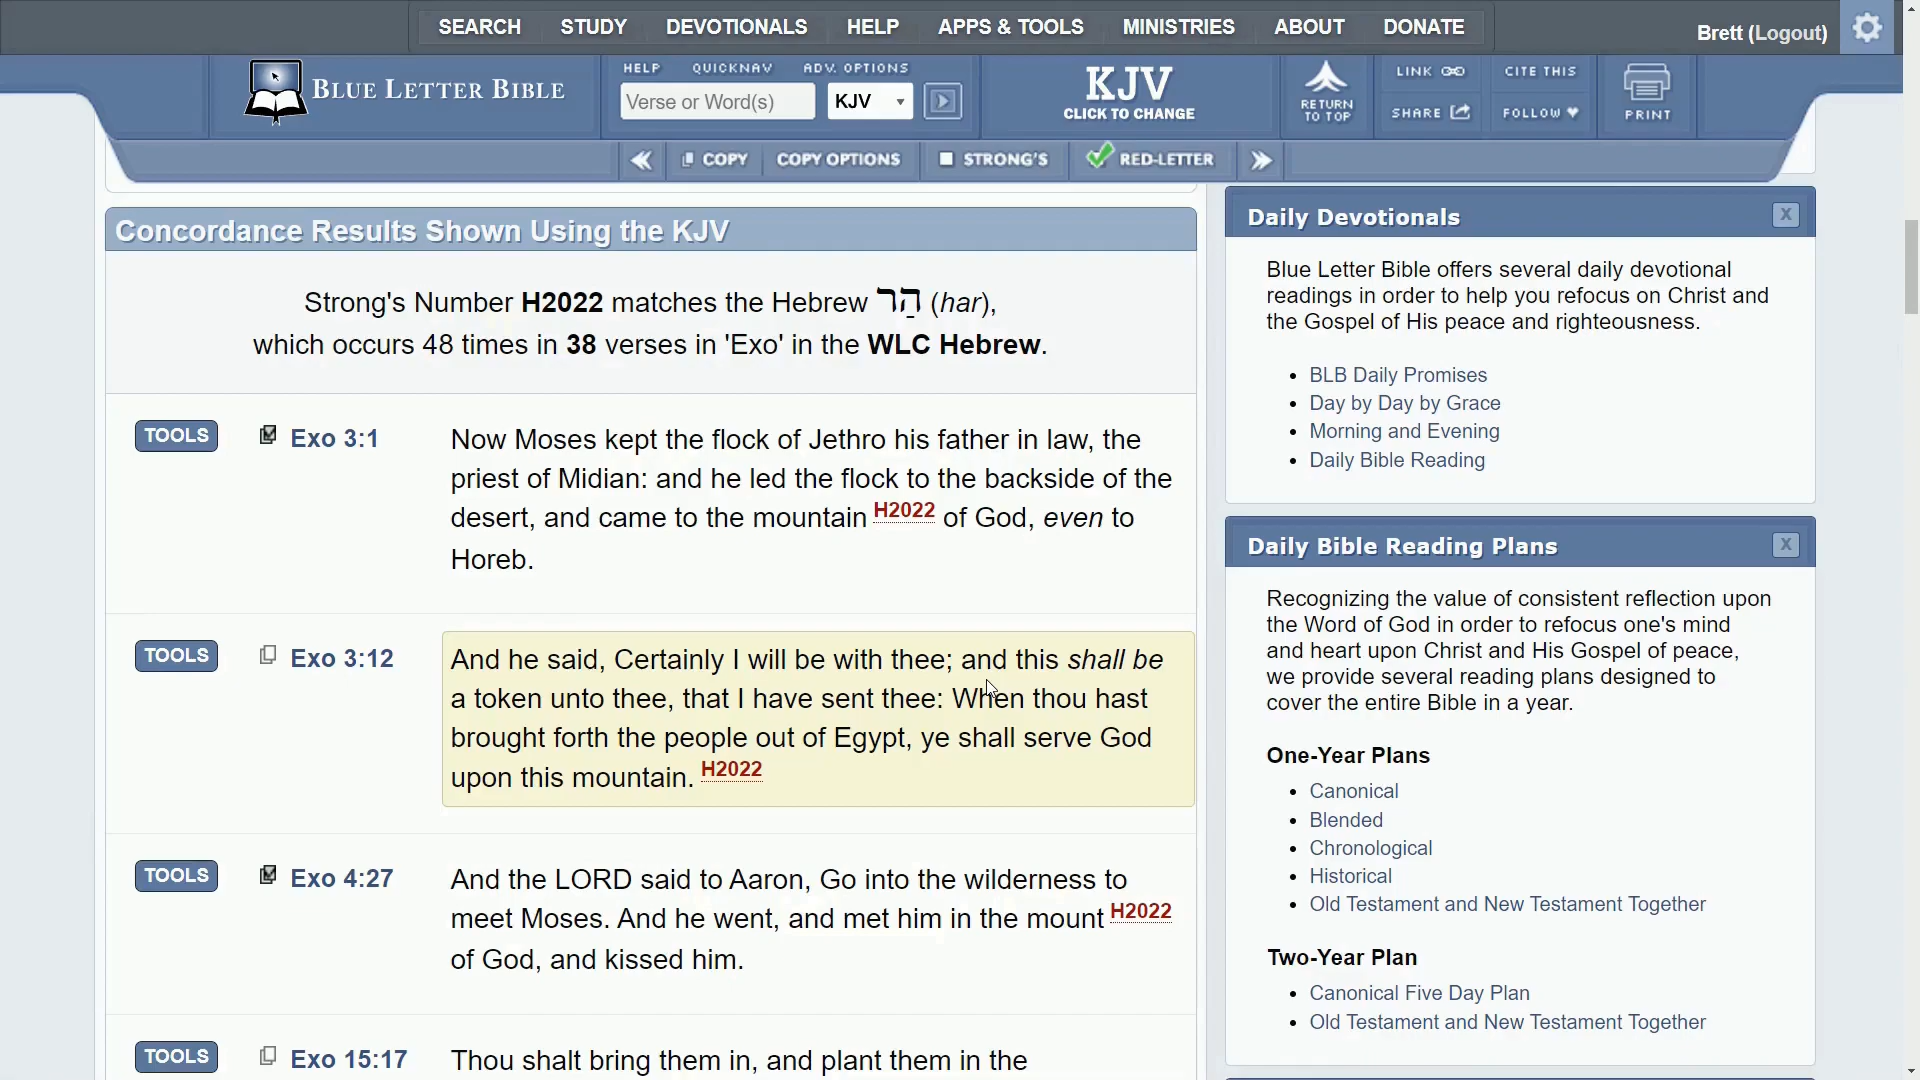 SEARCH STUDY DEVOTIONALS HELP APPS & TOOLS MINISTRIES ABOUT DONATE
Brett (Logout)
BLUE LETTER BIBLE
HELP QUICKNAV ADV. OPTIONS
Verse or Word(s) KJV
KJV
CLICK TO CHANGE
RETURN
TO TOP
LINK CITE THIS
SHARE FOLLOW
PRINT
COPY COPY OPTIONS STRONG'S RED-LETTER
Concordance Results Shown Using the KJV
Strong's Number H2022 matches the Hebrew הַר (har),
which occurs 48 times in 38 verses in 'Exo' in the WLC Hebrew.
TOOLS Exo 3:1 Now Moses kept the flock of Jethro his father in law, the
priest of Midian: and he led the flock to the backside of the
desert, and came to the mountain H2022 of God, even to
Horeb.
TOOLS Exo 3:12 And he said, Certainly I will be with thee; and this shall be
a token unto thee, that I have sent thee: When thou hast
brought forth the people out of Egypt, ye shall serve God
upon this mountain. H2022
TOOLS Exo 4:27 And the LORD said to Aaron, Go into the wilderness to
meet Moses. And he went, and met him in the mount H2022
of God, and kissed him.
TOOLS Exo 15:17 Thou shalt bring them in, and plant them in the
Daily Devotionals X
Blue Letter Bible offers several daily devotional
readings in order to help you refocus on Christ and
the Gospel of His peace and righteousness.
BLB Daily Promises
Day by Day by Grace
Morning and Evening
Daily Bible Reading
Daily Bible Reading Plans X
Recognizing the value of consistent reflection upon
the Word of God in order to refocus one's mind
and heart upon Christ and His Gospel of peace,
we provide several reading plans designed to
cover the entire Bible in a year.
One-Year Plans
Canonical
Blended
Chronological
Historical
Old Testament and New Testament Together
Two-Year Plan
Canonical Five Day Plan
Old Testament and New Testament Together